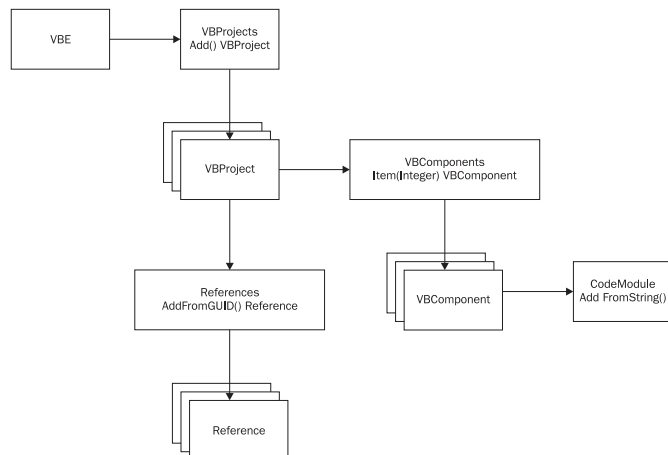 VBE
VBProjects
Add() VBProject
VBProject
VBComponents
Item(Integer) VBComponent
References
AddFromGUID() Reference
VBComponent
CodeModule
Add FromString()
Reference